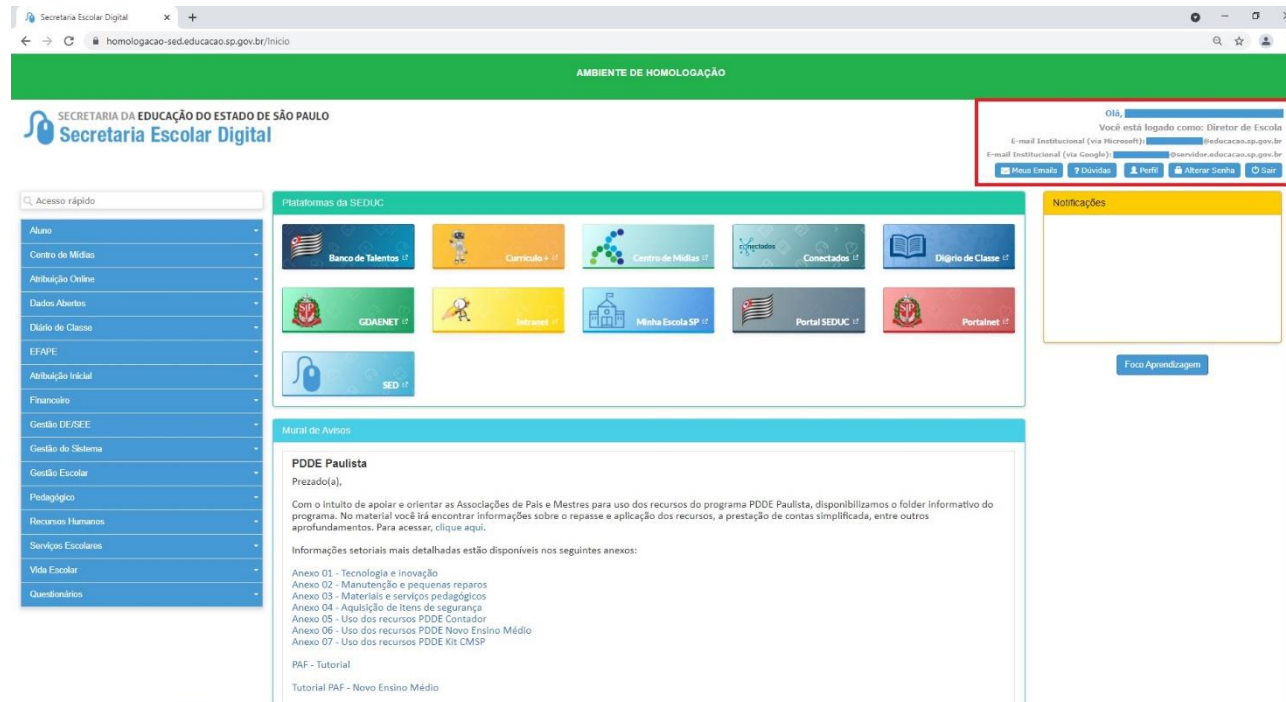 Secretaria Escolar Digital
homologacao-sed.educacao.sp.gov.br/Inicio
AMBIENTE DE HOMOLOGAÇÃO
SECRETARIA DA EDUCAÇÃO DO ESTADO DE SÃO PAULO
Secretaria Escolar Digital
Olá,
Você está logado como: Diretor de Escola
E-mail Institucional (via Microsoft): @educacao.sp.gov.br
E-mail Institucional (via Google): @servidor.educacao.sp.gov.br
Meus Emails ? Dúvidas Perfil Alterar Senha Sair
Acesso rápido
Aluno
Centro de Mídias
Atribuição Online
Dados Abertos
Diário de Classe
EFAPE
Atribuição Inicial
Financeiro
Gestão DE/SEE
Gestão do Sistema
Gestão Escolar
Pedagógico
Recursos Humanos
Serviços Escolares
Vida Escolar
Questionários
Plataformas da SEDUC
Banco de Talentos
Currículo +
Centro de Mídias
conectados Conectados
Di@rio de Classe
SP GDAENET
Intranet
Minha Escola SP
Portal SEDUC
SP Portalnet
SED
Mural de Avisos
PDDE Paulista
Prezado(a),
Com o intuito de apoiar e orientar as Associações de Pais e Mestres para uso dos recursos do programa PDDE Paulista, disponibilizamos o folder informativo do
programa. No material você irá encontrar informações sobre o repasse e aplicação dos recursos, a prestação de contas simplificada, entre outros
aprofundamentos. Para acessar, clique aqui.
Informações setoriais mais detalhadas estão disponíveis nos seguintes anexos:
Anexo 01 - Tecnologia e inovação
Anexo 02 - Manutenção e pequenas reparos
Anexo 03 - Materiais e serviços pedagógicos
Anexo 04 - Aquisição de itens de segurança
Anexo 05 - Uso dos recursos PDDE Contador
Anexo 06 - Uso dos recursos PDDE Novo Ensino Médio
Anexo 07 - Uso dos recursos PDDE Kit CMSP
PAF - Tutorial
Tutorial PAF - Novo Ensino Médio
Notificações
Foco Aprendizagem